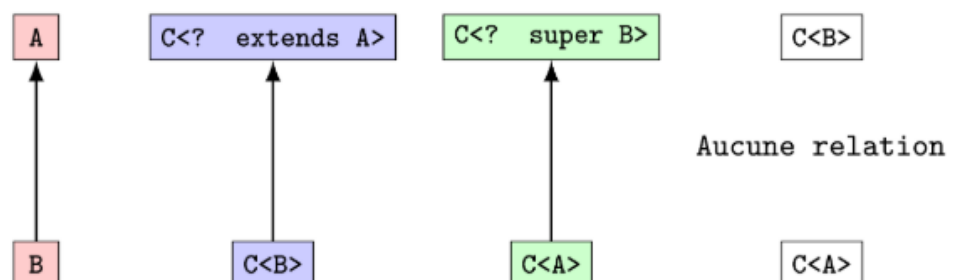 A
C<? extends A>
C<? super B>
C<B>
Aucune relation
B
C<B>
C<A>
C<A>